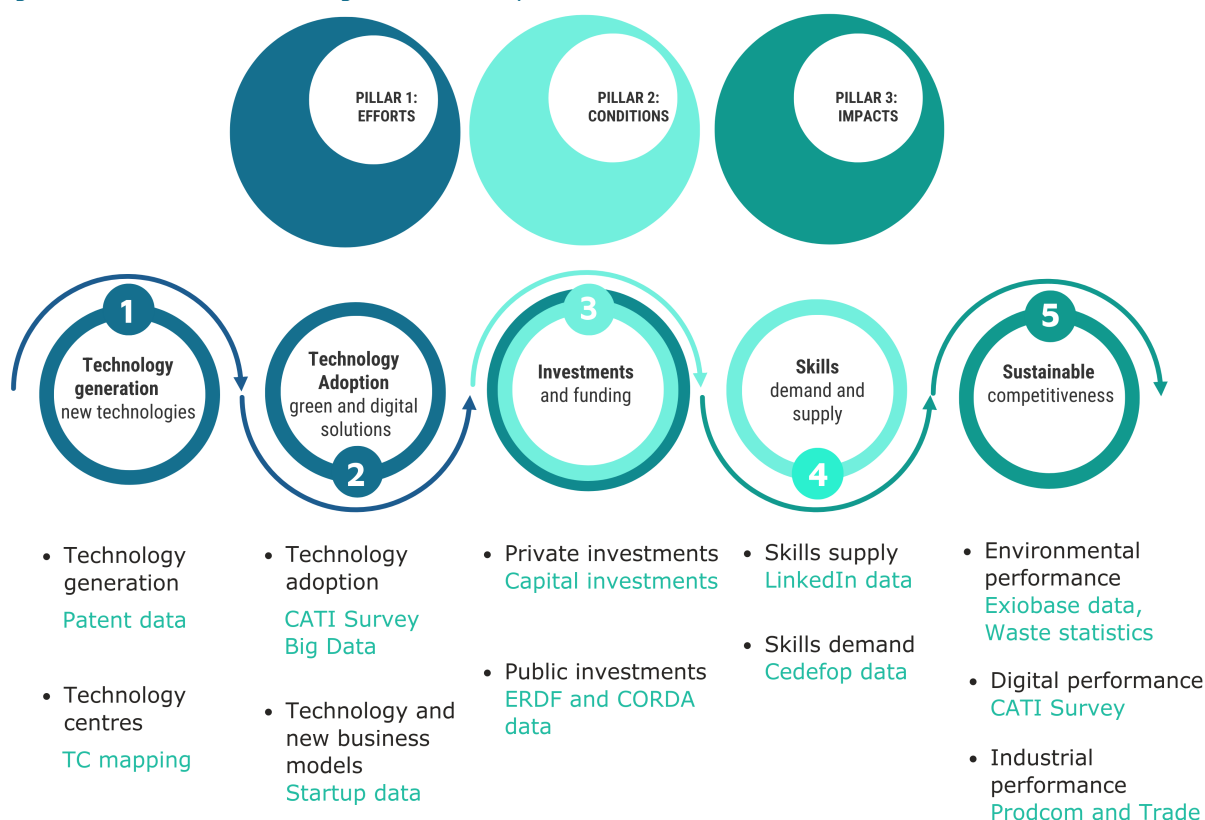 PILLAR 1:
EFFORTS
PILLAR 2:
CONDITIONS
PILLAR 3:
IMPACTS
1
Technology
generation
new technologies
Technology
Adoption
green and digital
solutions
2
3
Investments
and funding
Skills
demand and
supply
4
5
Sustainable
competitiveness
• Technology
generation
Patent data
• Technology
centres
TC mapping
• Technology
adoption
CATI Survey
Big Data
• Technology and
new business
models
Startup data
• Private investments
Capital investments
• Public investments
ERDF and CORDA
data
• Skills supply
LinkedIn data
• Skills demand
Cedefop data
• Environmental
performance
Exiobase data,
Waste statistics
• Digital performance
CATI Survey
• Industrial
performance
Prodcom and Trade